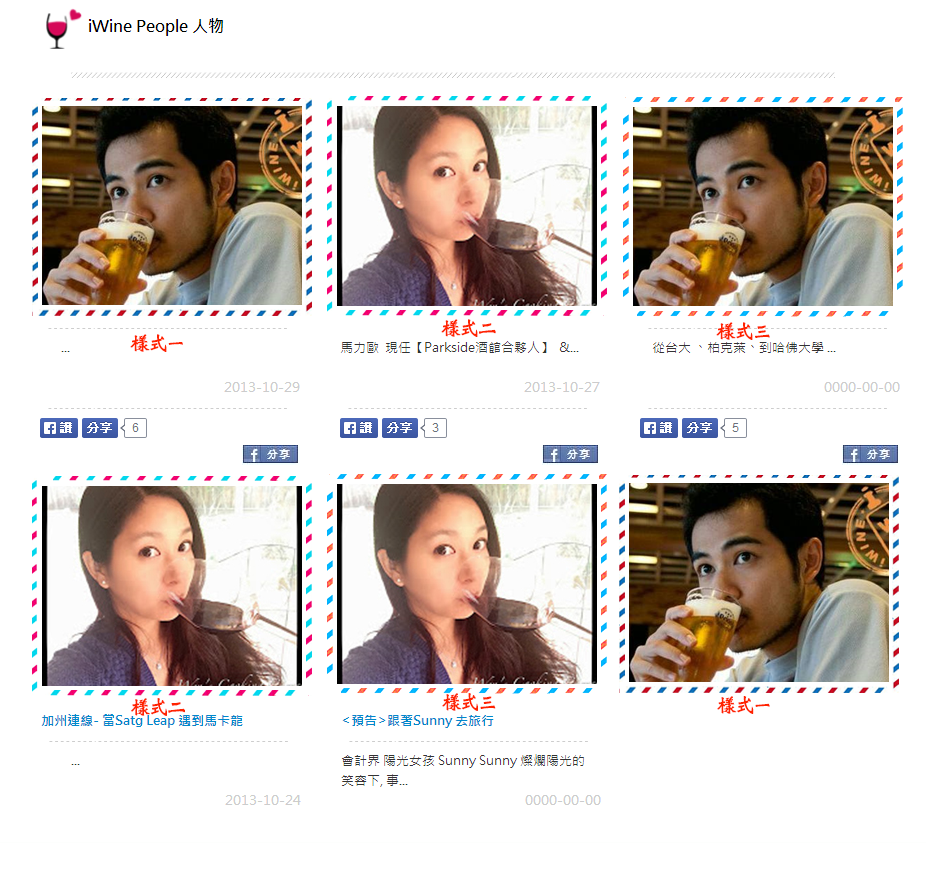 iWine People 人物
IWINE
IWINE
樣式一
樣式二
樣式三
...
馬力歐 現任【Parkside酒館合夥人】 &...
從台大 、柏克萊、到哈佛大學 ...
2013-10-29
2013-10-27
0000-00-00
讚 分享 6
讚 分享 3
讚 分享 5
分享
分享
分享
IWINE
樣式二
樣式三
樣式一
加州連線- 當Satg Leap 遇到馬卡龍
<預告>跟著Sunny 去旅行
...
會計界 陽光女孩 Sunny Sunny 燦爛陽光的
笑容下, 事...
2013-10-24
0000-00-00